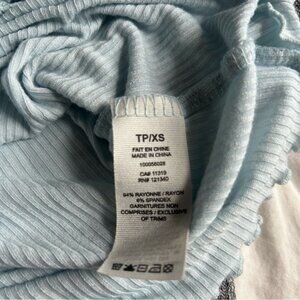 TP/XS
FAIT EN CHINE
MADE IN CHINA
100056028
CA# 11319
RN# 121340
94% RAYONNE / RAYON
6% SPANDEX
GARNITURES NON
COMPRISES / EXCLUSIVE
OF TRIMS